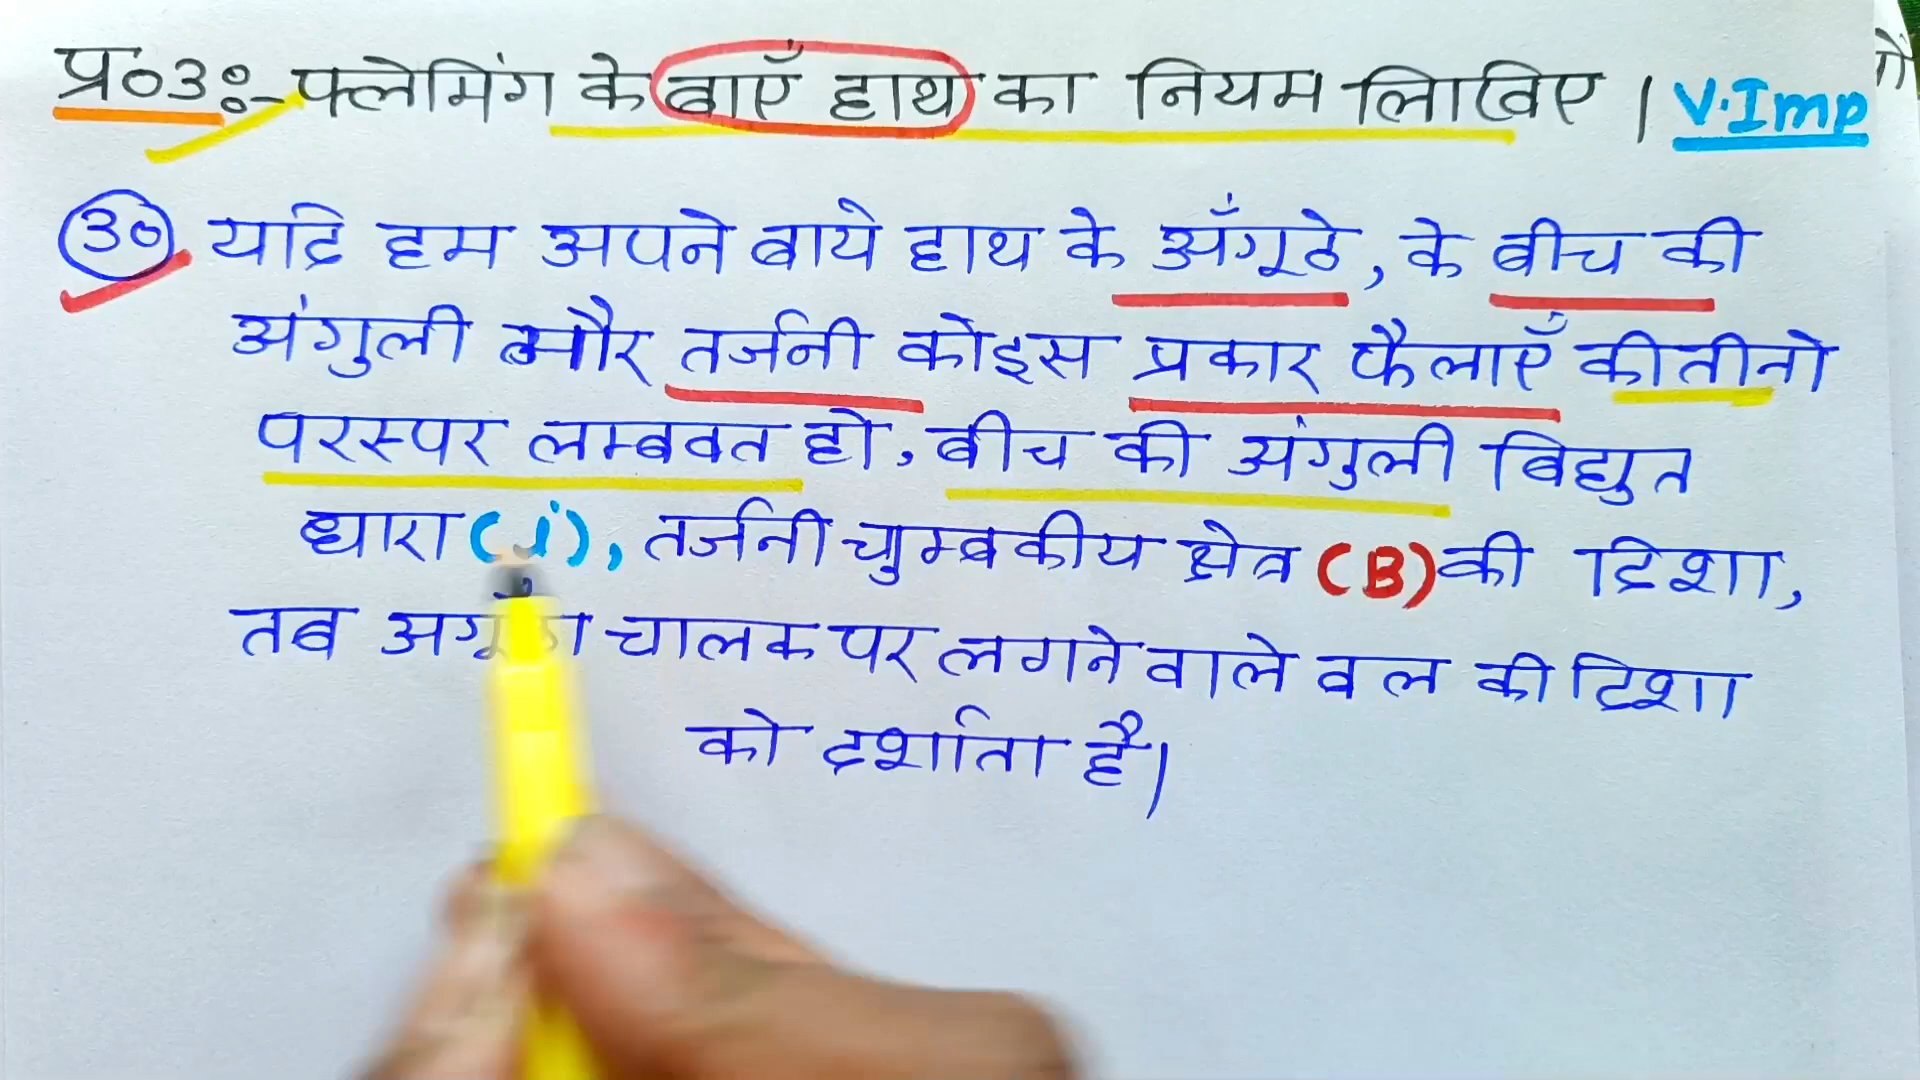 प्र०3:- फ्लेमिंग के बाएँ हाथ का नियम लिखिए | V.Imp
उ० यदि हम अपने बाये हाथ के अँगूठे, के बीच की
अंगुली और तर्जनी को इस प्रकार फैलाएँ की तीनो
परस्पर लम्बवत हो, बीच की अंगुली बिद्युत
धारा (i), तर्जनी चुम्बकीय क्षेत्र (B) की दिशा,
तब चालक पर लगने वाले वल की दिशा
को दर्शाता है|